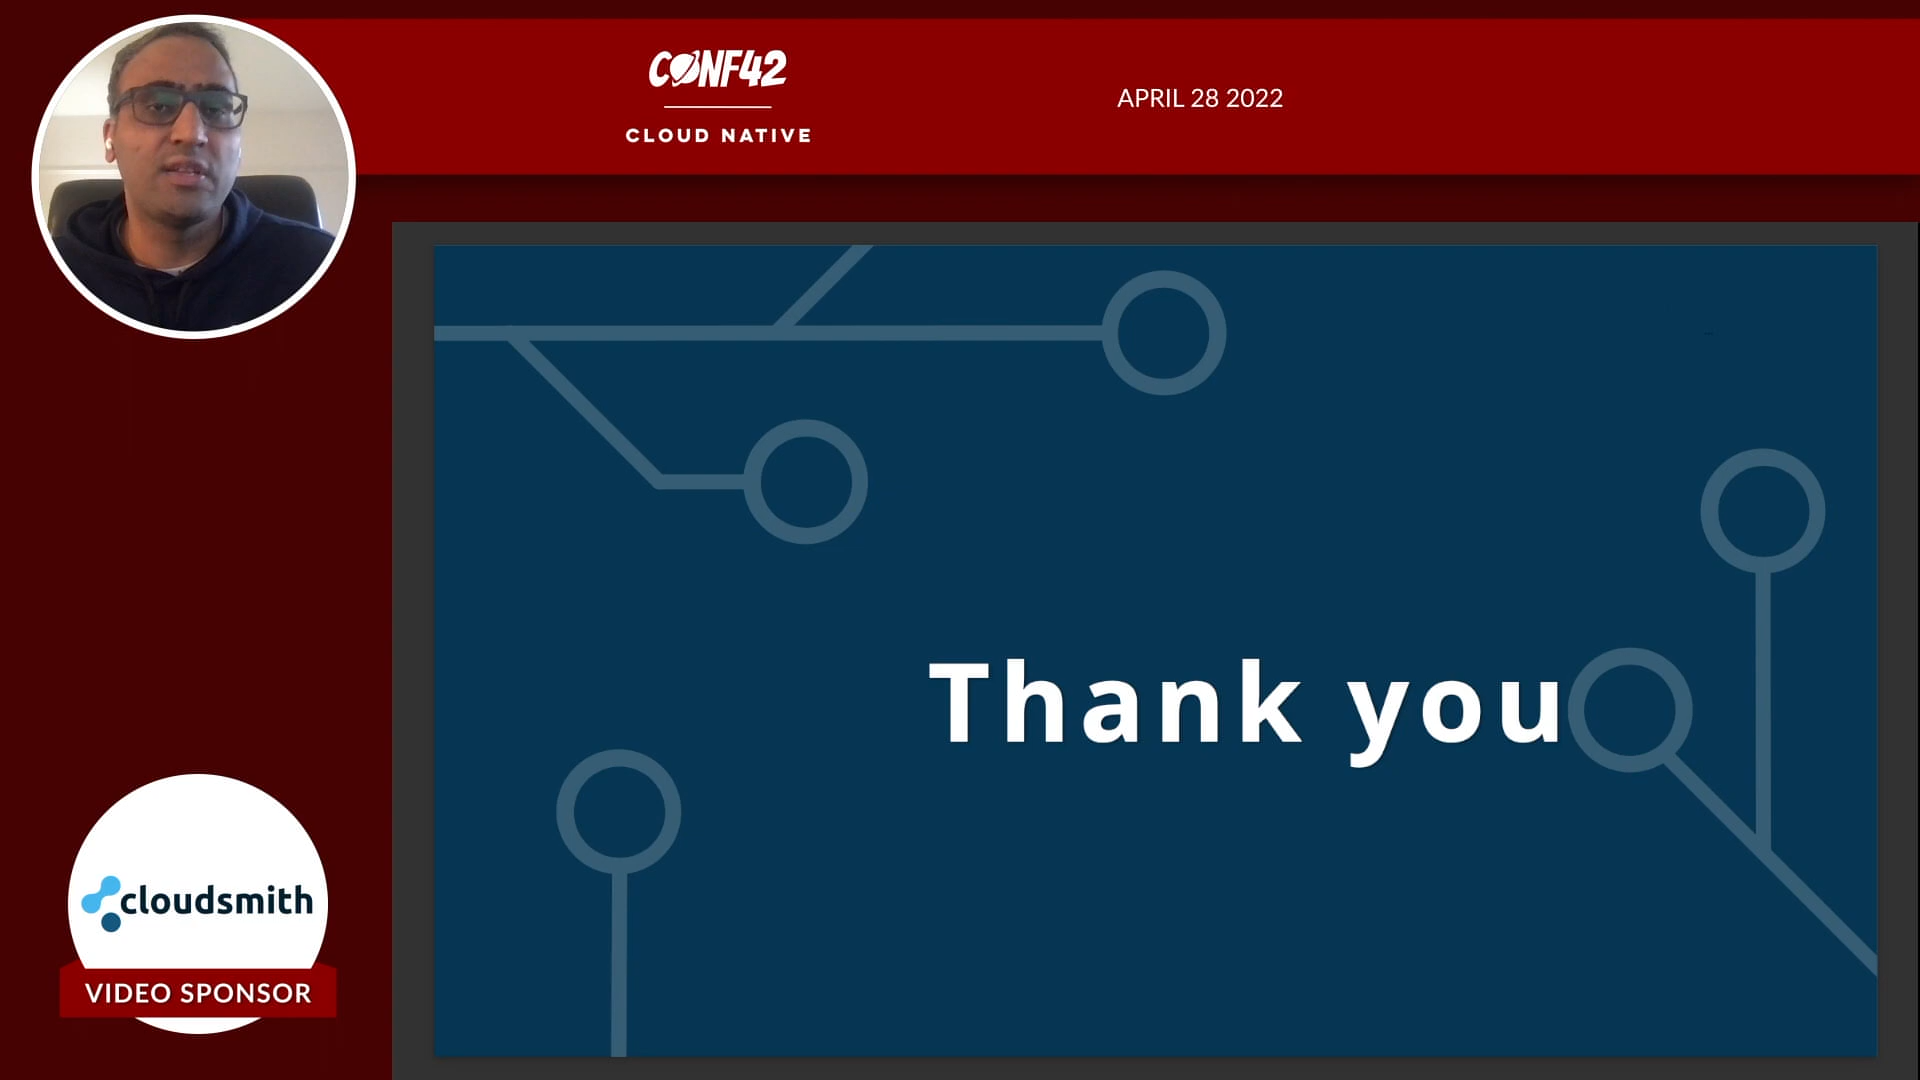 CONF42
CLOUD NATIVE
APRIL 28 2022
Thank you
cloudsmith
VIDEO SPONSOR